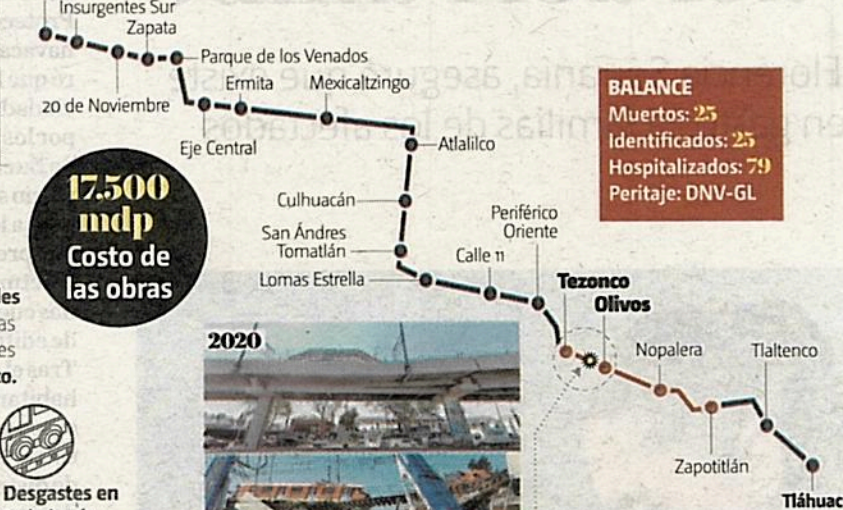 Insurgentes Sur
Zapata
Parque de los Venados
20 de Noviembre
Ermita
Mexicaltzingo
Eje Central
Atlalilco
BALANCE
Muertos: 25
Identificados: 25
Hospitalizados: 79
Peritaje: DNV-GL
17.500
mdp
Costo de
las obras
Culhuacán
San Ándres
Tomatlán
Lomas Estrella
Calle 11
Periférico
Oriente
Tezonco
Olivos
Nopalera
Tlaltenco
Zapotitlán
Tláhuac
2020
Desgastes en